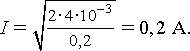 I = √(2·4·10⁻³ / 0,2) = 0,2 A.